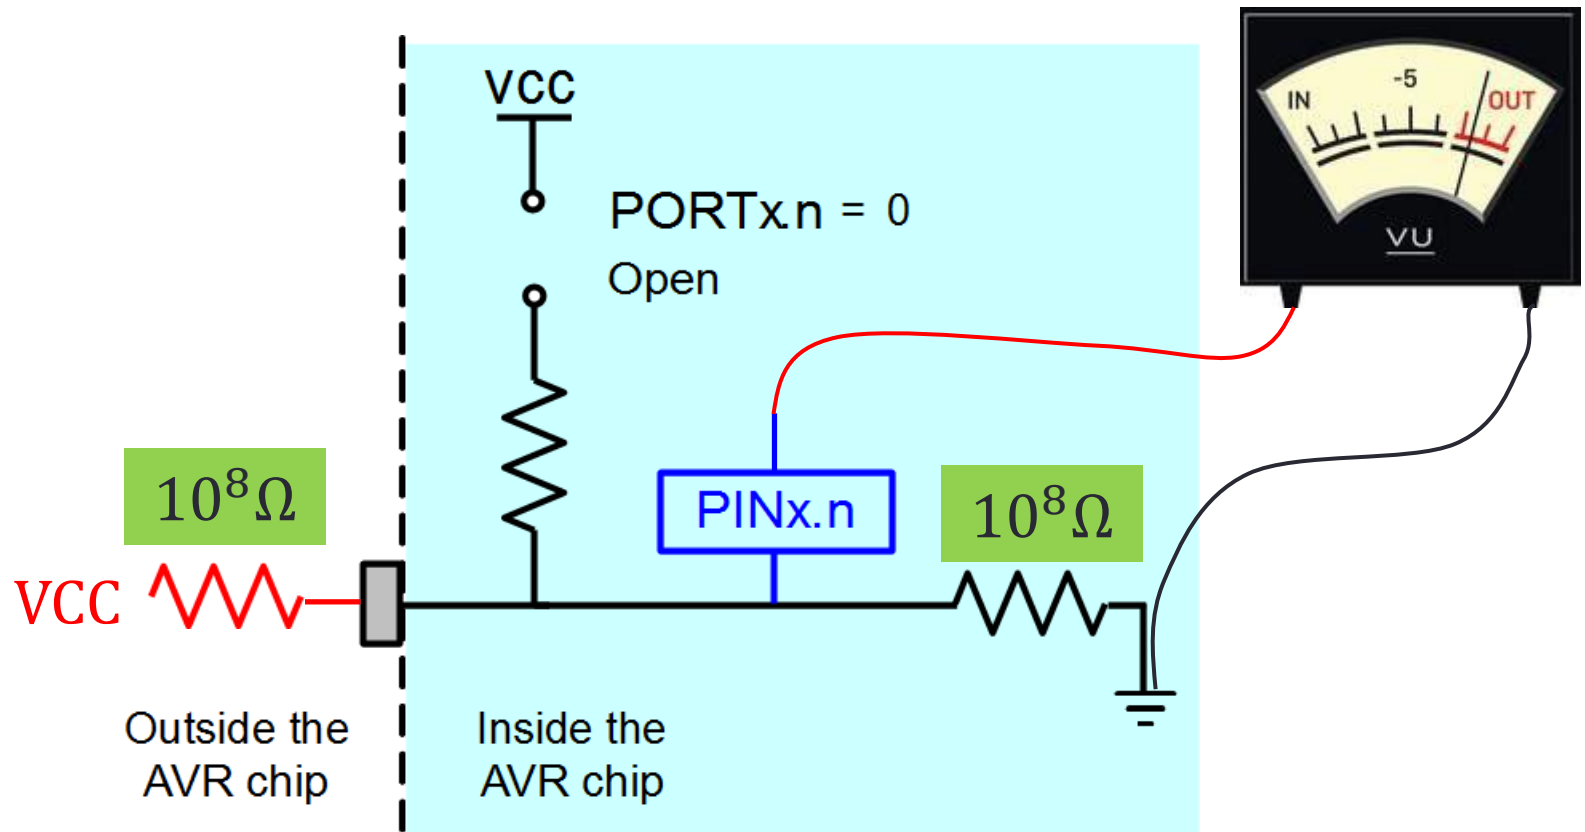 VCC
PORTx.n = 0
Open
IN
-5
OUT
VU
10⁸Ω
PINx.n
10⁸Ω
VCC
Outside the
AVR chip
Inside the
AVR chip